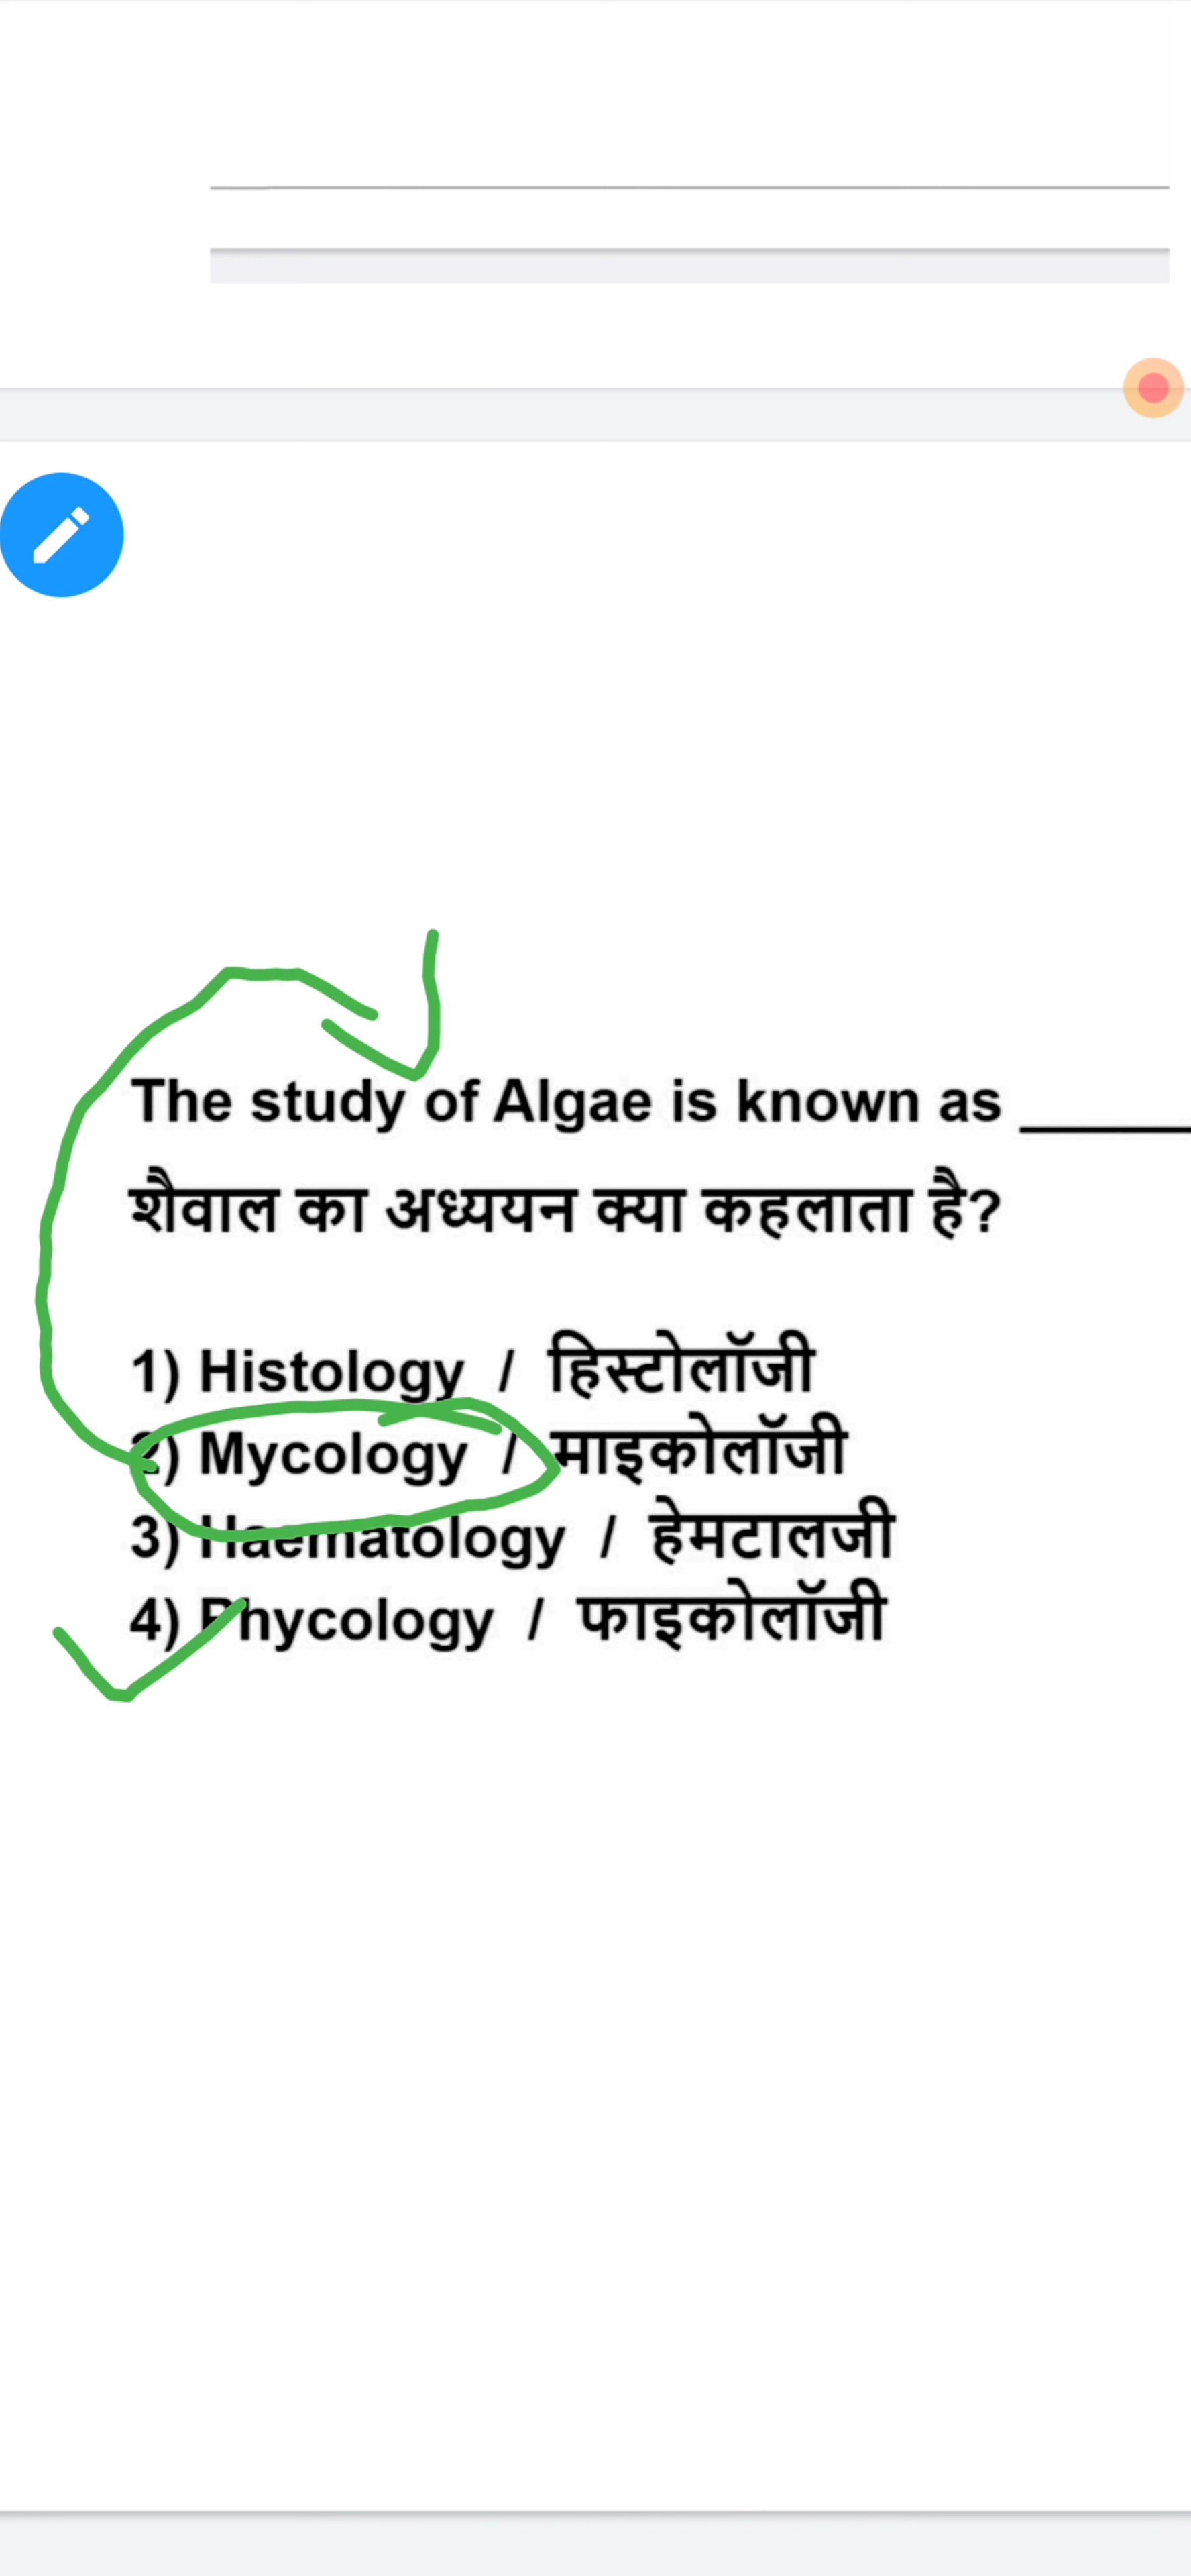 The study of Algae is known as ______
शैवाल का अध्ययन क्या कहलाता है?
1) Histology / हिस्टोलॉजी
2) Mycology / माइकोलॉजी
3) Haematology / हेमटालजी
4) Phycology / फाइकोलॉजी